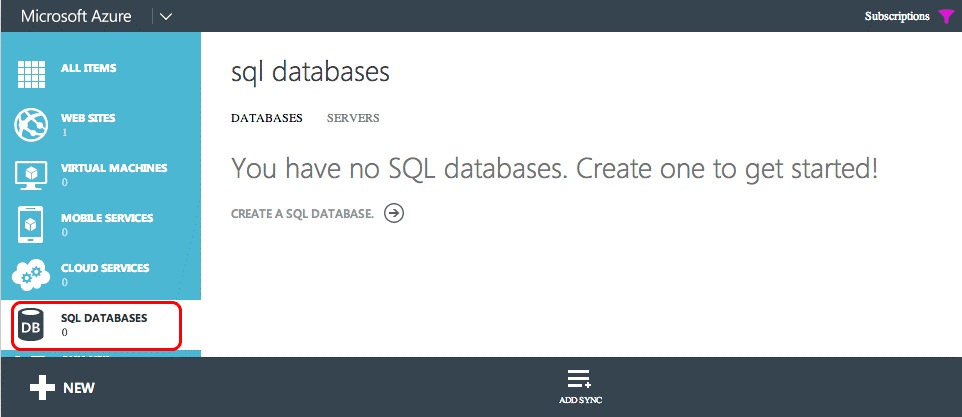 Microsoft Azure
Subscriptions
ALL ITEMS
WEB SITES
1
VIRTUAL MACHINES
0
MOBILE SERVICES
0
CLOUD SERVICES
0
DB
SQL DATABASES
0
sql databases
DATABASES SERVERS
You have no SQL databases. Create one to get started!
CREATE A SQL DATABASE.
NEW
ADD SYNC